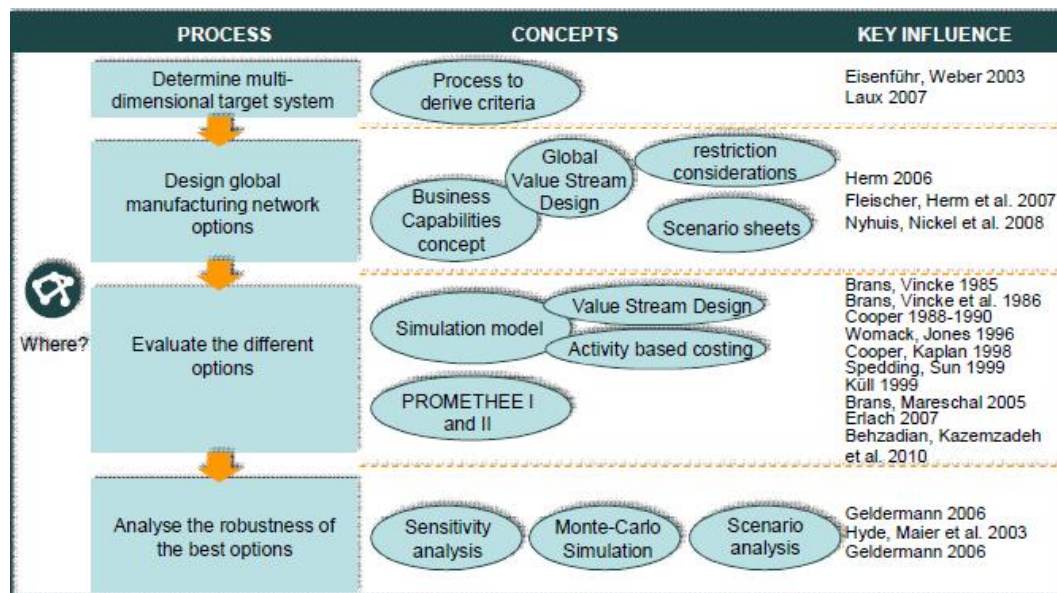 PROCESS
CONCEPTS
KEY INFLUENCE
Determine multi-
dimensional target system
Process to
derive criteria
Eisenführ, Weber 2003
Laux 2007
Design global
manufacturing network
options
Business
Capabilities
concept
Global
Value Stream
Design
restriction
considerations
Scenario sheets
Herm 2006
Fleischer, Herm et al. 2007
Nyhuis, Nickel et al. 2008
Where?
Evaluate the different
options
Simulation model
Value Stream Design
Activity based costing
PROMETHEE I
and II
Brans, Vincke 1985
Brans, Vincke et al. 1986
Cooper 1988-1990
Womack, Jones 1996
Cooper, Kaplan 1998
Spedding, Sun 1999
Küll 1999
Brans, Mareschal 2005
Erlach 2007
Behzadian, Kazemzadeh
et al. 2010
Analyse the robustness of
the best options
Sensitivity
analysis
Monte-Carlo
Simulation
Scenario
analysis
Geldermann 2006
Hyde, Maier et al. 2003
Geldermann 2006